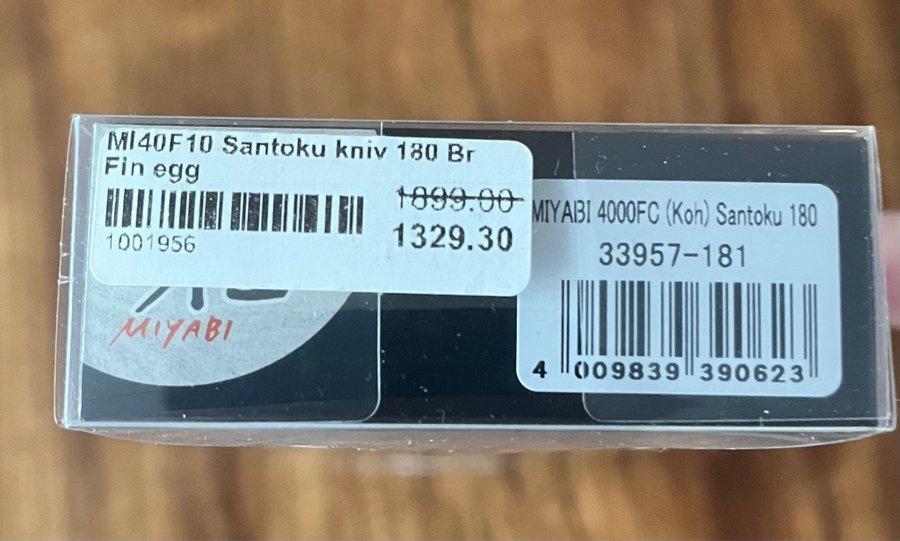 MI40F10 Santoku kniv 180 Br
Fin egg
1899.00
1329.30
1001956
MIYABI
MIYABI 4000FC (Koh) Santoku 180
33957-181
4 009839 390623